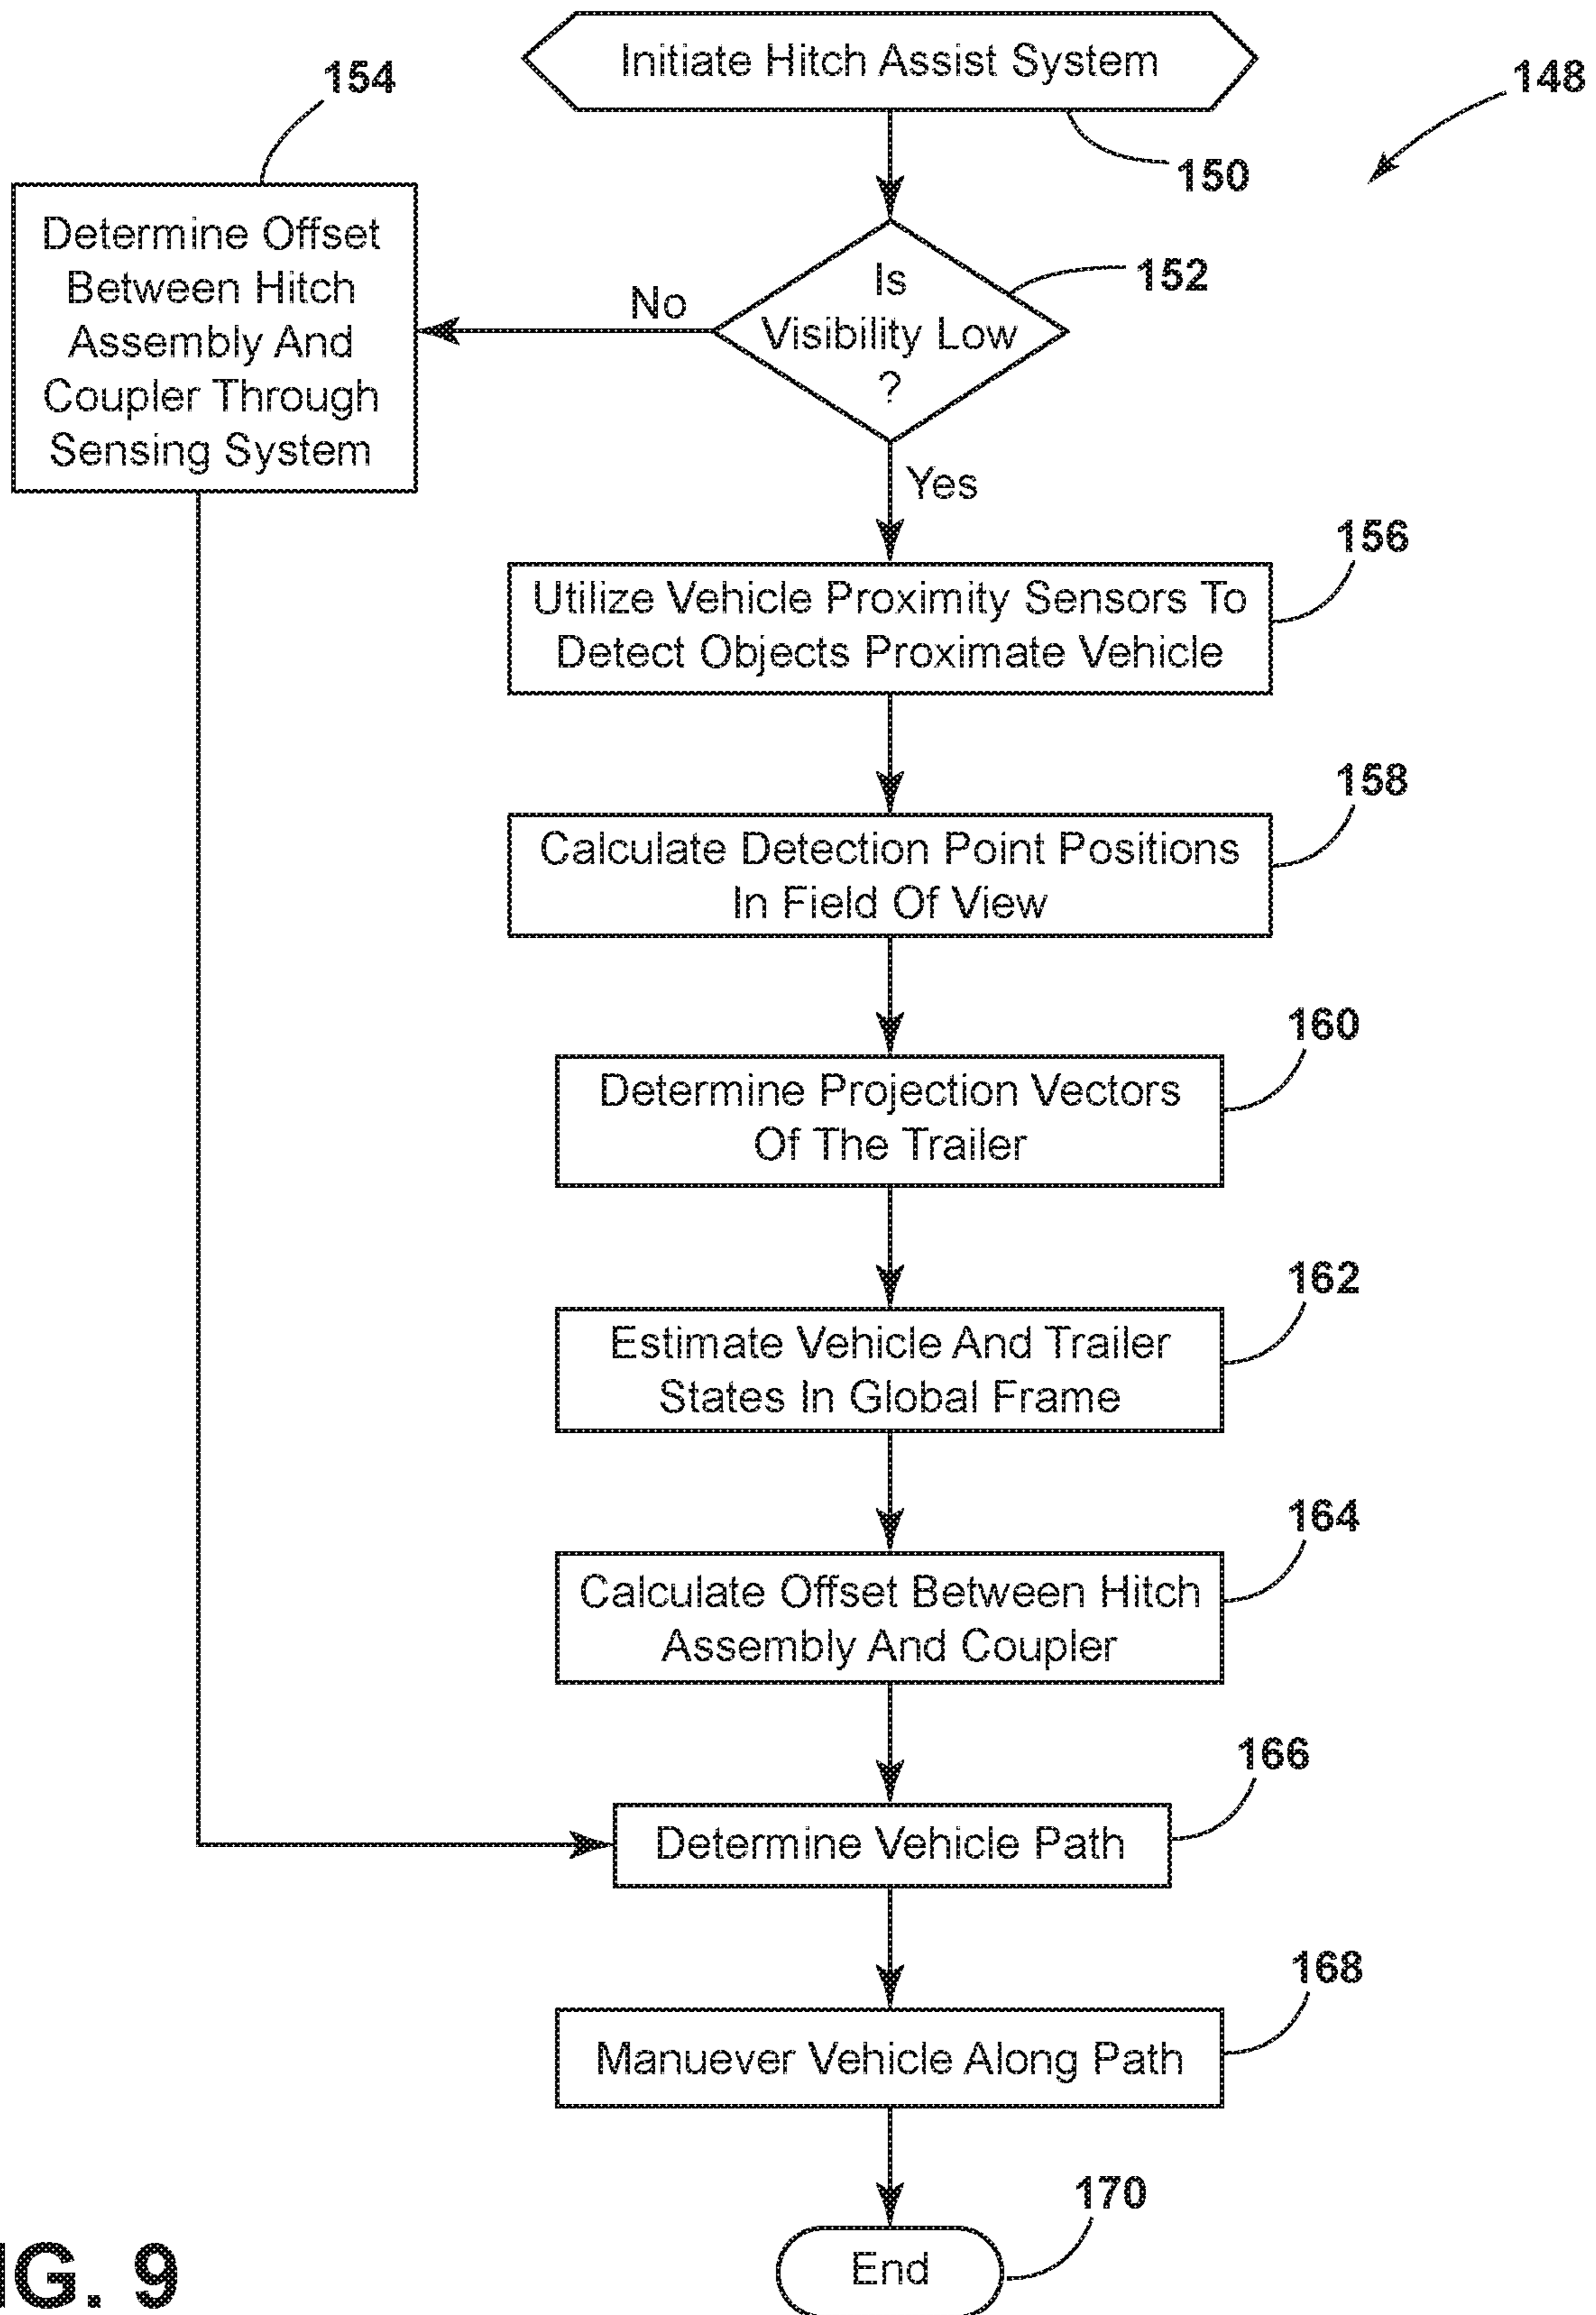 Initiate Hitch Assist System
148
150
154
Determine Offset
Between Hitch
Assembly And
Coupler Through
Sensing System
No
Is
Visibility Low
?
152
Yes
156
Utilize Vehicle Proximity Sensors To
Detect Objects Proximate Vehicle
158
Calculate Detection Point Positions
In Field Of View
160
Determine Projection Vectors
Of The Trailer
162
Estimate Vehicle And Trailer
States In Global Frame
164
Calculate Offset Between Hitch
Assembly And Coupler
166
Determine Vehicle Path
168
Manuever Vehicle Along Path
170
End
IG. 9